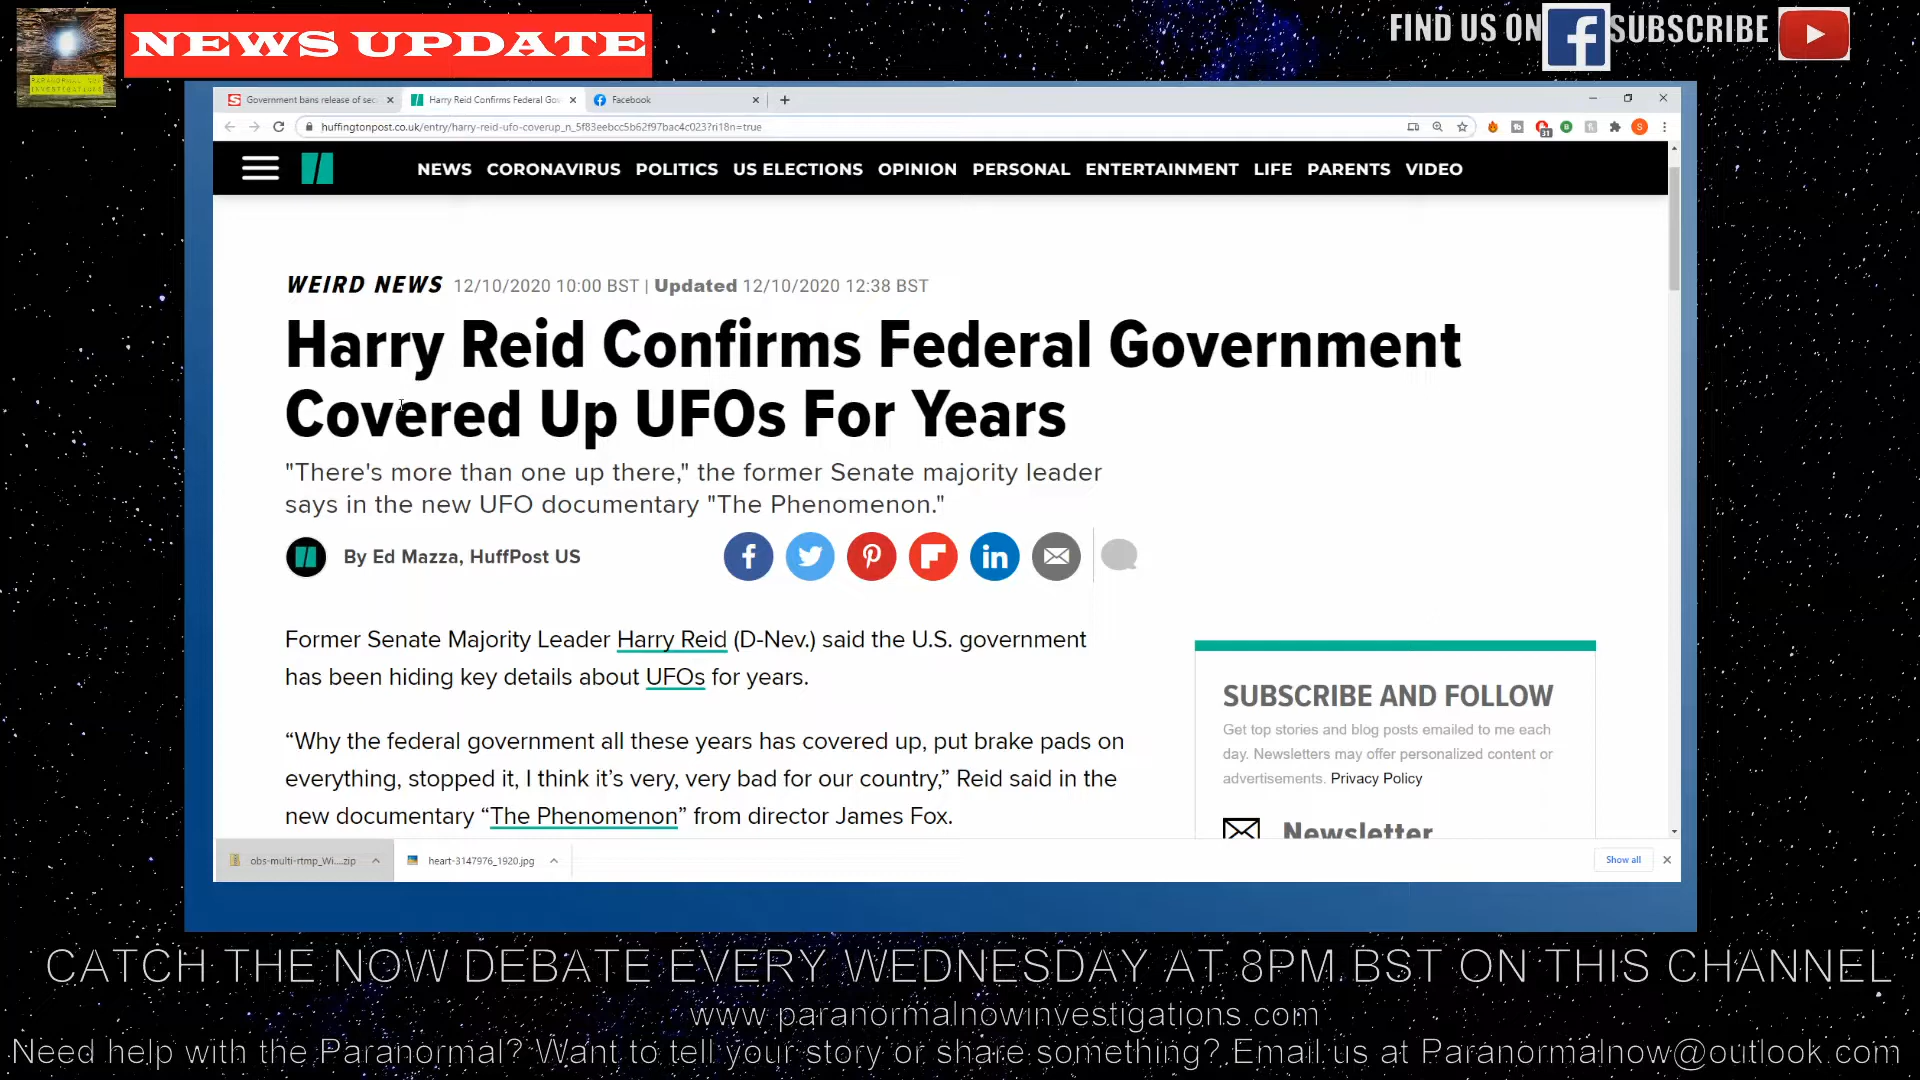 NEWS UPDATE
FIND US ON
SUBSCRIBE
PARANORMAL NOW
INVESTIGATIONS
Government bans release of sec
Harry Reid Confirms Federal Gov
Facebook
huffingtonpost.co.uk/entry/harry-reid-ufo-coverup_n_5f83eebcc5b62f97bac4c023?ri18n=true
31
S
NEWS CORONAVIRUS POLITICS US ELECTIONS OPINION PERSONAL ENTERTAINMENT LIFE PARENTS VIDEO
WEIRD NEWS 12/10/2020 10:00 BST | Updated 12/10/2020 12:38 BST
Harry Reid Confirms Federal Government
Covered Up UFOs For Years
"There's more than one up there," the former Senate majority leader
says in the new UFO documentary "The Phenomenon."
By Ed Mazza, HuffPost US
Former Senate Majority Leader Harry Reid (D-Nev.) said the U.S. government
has been hiding key details about UFOs for years.
“Why the federal government all these years has covered up, put brake pads on
everything, stopped it, I think it’s very, very bad for our country,” Reid said in the
new documentary “The Phenomenon” from director James Fox.
SUBSCRIBE AND FOLLOW
Get top stories and blog posts emailed to me each
day. Newsletters may offer personalized content or
advertisements. Privacy Policy
Newsletter
obs-multi-rtmp_Wi....zip
heart-3147976_1920.jpg
Show all
CATCH THE NOW DEBATE EVERY WEDNESDAY AT 8PM BST ON THIS CHANNEL
www.paranormalnowinvestigations.com
Need help with the Paranormal? Want to tell your story or share something? Email us at Paranormalnow@outlook.com